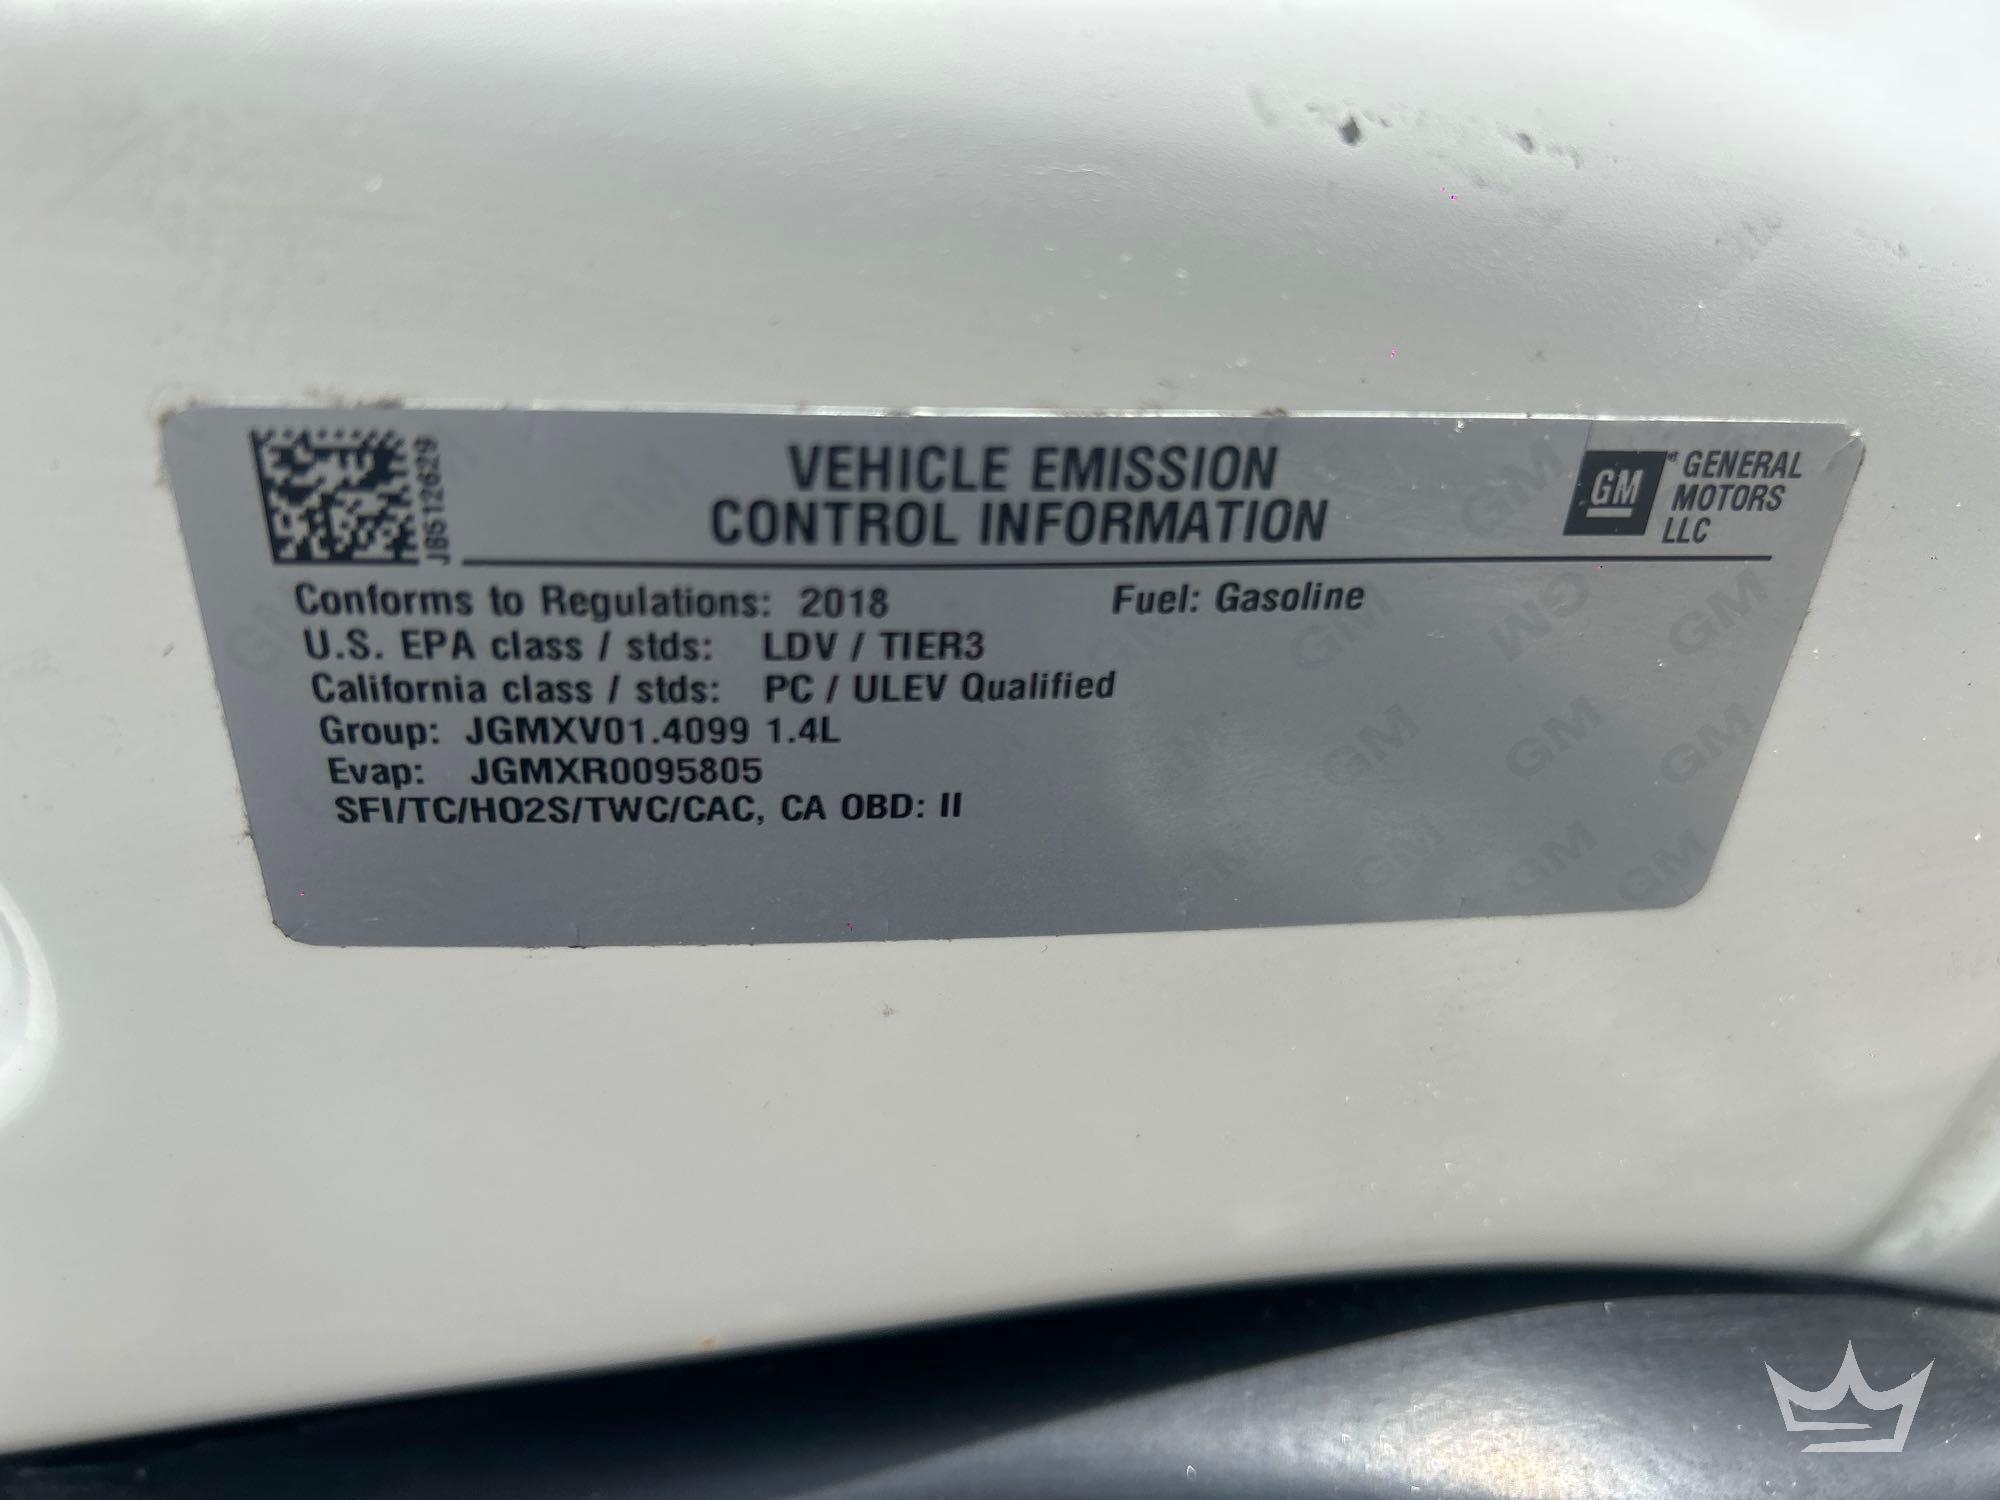 JB5126629
VEHICLE EMISSION
CONTROL INFORMATION
GM
GENERAL
MOTORS
LLC
Conforms to Regulations: 2018
Fuel: Gasoline
U.S. EPA class / stds: LDV / TIER3
California class / stds: PC / ULEV Qualified
Group: JGMXV01.4099 1.4L
Evap: JGMXR0095805
SFI/TC/HO2S/TWC/CAC, CA OBD: II